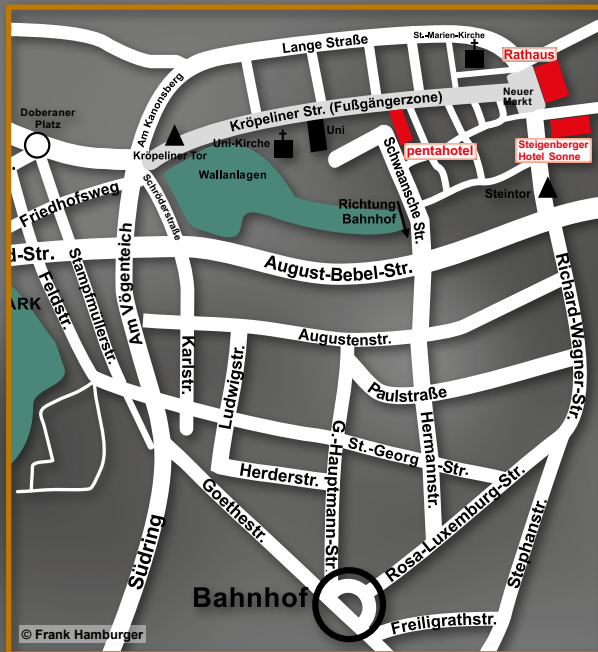 St.-Marien-Kirche
Lange Straße
Rathaus
Am Kanonsberg
Neuer
Markt
Kröpeliner Str. (Fußgängerzone)
Doberaner
Platz
Uni
Kröpeliner Tor
Uni-Kirche
pentahotel
Steigenberger
Hotel Sonne
Schwaansche Str.
Wallanlagen
Schröderstraße
Friedhofsweg
Richtung
Bahnhof
Steintor
d-Str.
August-Bebel-Str.
Am Vögenteich
Stampfmüllerstr.
Feldstr.
ARK
Richard-Wagner-Str.
Augustenstr.
Karlstr.
Ludwigstr.
Paulstraße
G.-Hauptmann-Str.
Hermannstr.
St.-Georg-Str.
Herderstr.
Goethestr.
Rosa-Luxemburg-Str.
Stephanstr.
Südring
Bahnhof
Freiligrathstr.
© Frank Hamburger